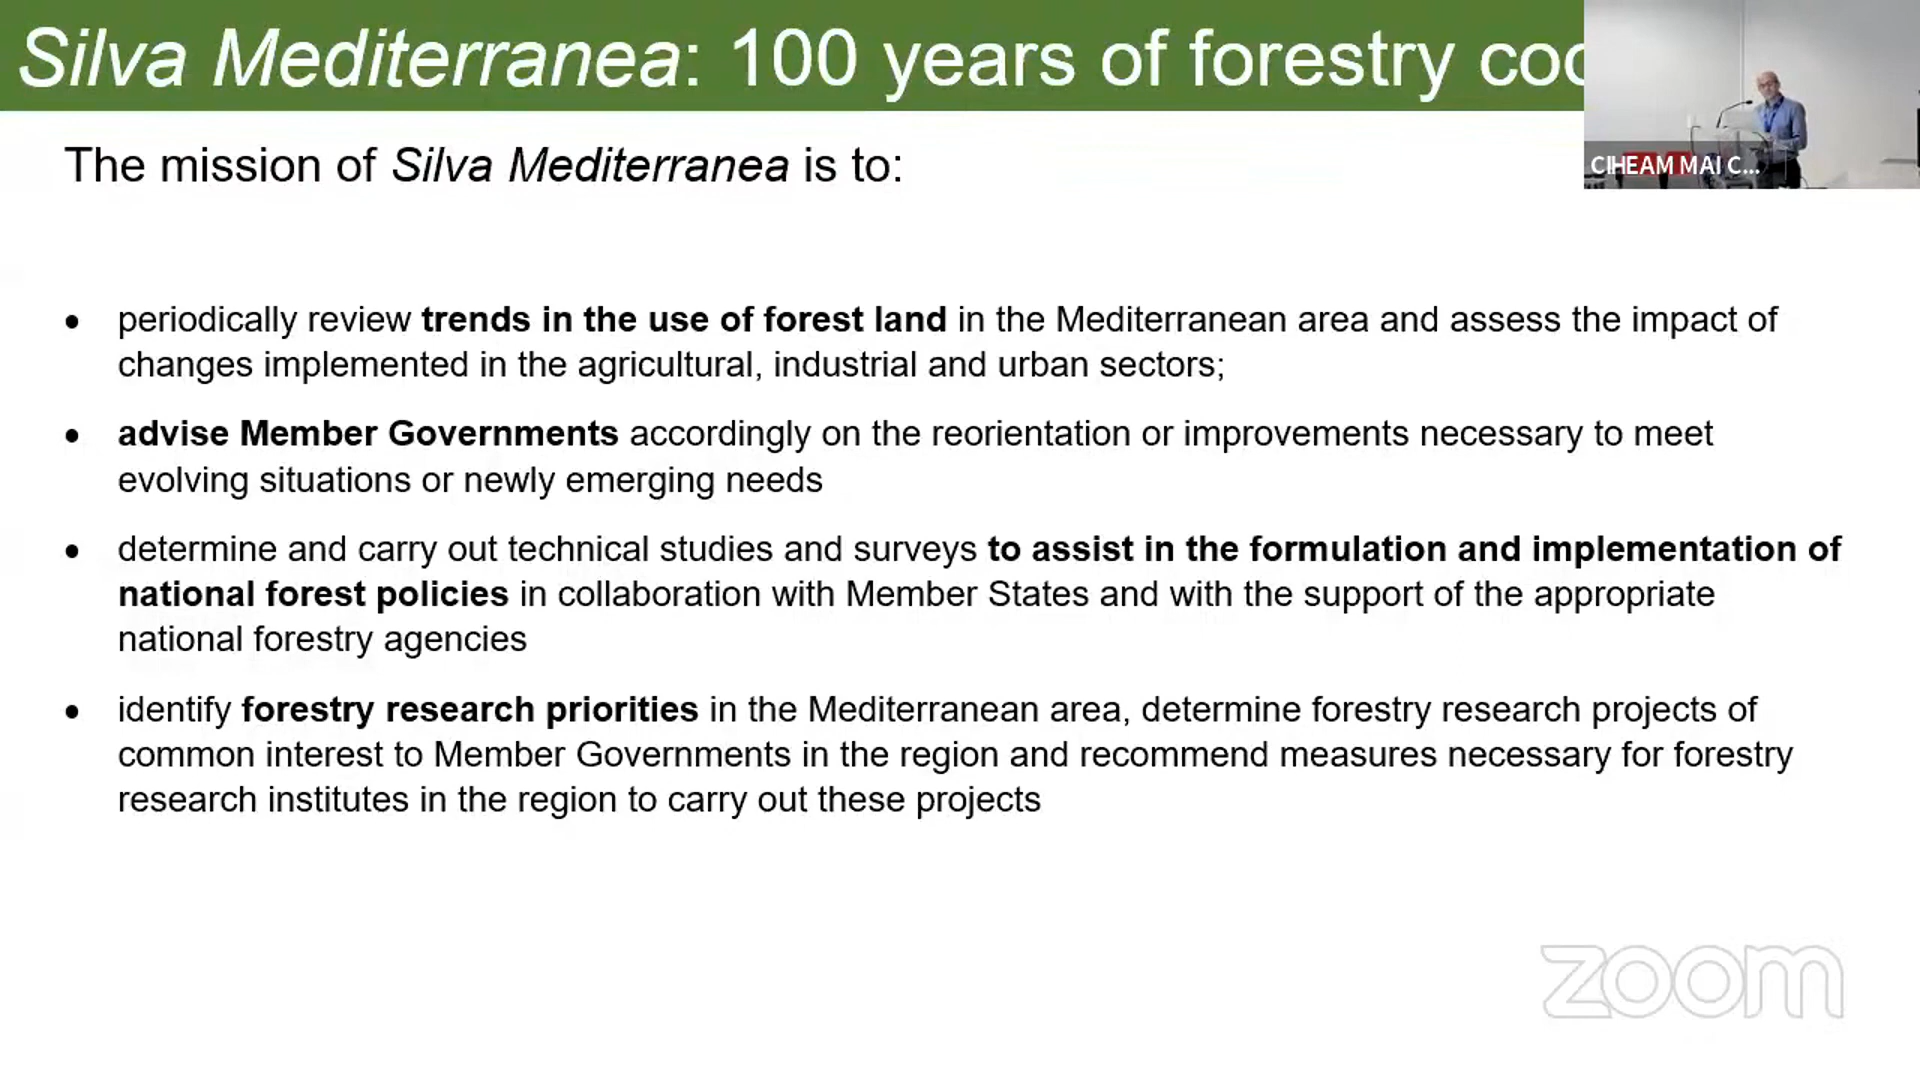 Silva Mediterranea: 100 years of forestry coo
CIHEAM MAI C...
The mission of Silva Mediterranea is to:
• periodically review trends in the use of forest land in the Mediterranean area and assess the impact of
changes implemented in the agricultural, industrial and urban sectors;
• advise Member Governments accordingly on the reorientation or improvements necessary to meet
evolving situations or newly emerging needs
• determine and carry out technical studies and surveys to assist in the formulation and implementation of
national forest policies in collaboration with Member States and with the support of the appropriate
national forestry agencies
• identify forestry research priorities in the Mediterranean area, determine forestry research projects of
common interest to Member Governments in the region and recommend measures necessary for forestry
research institutes in the region to carry out these projects
zoom